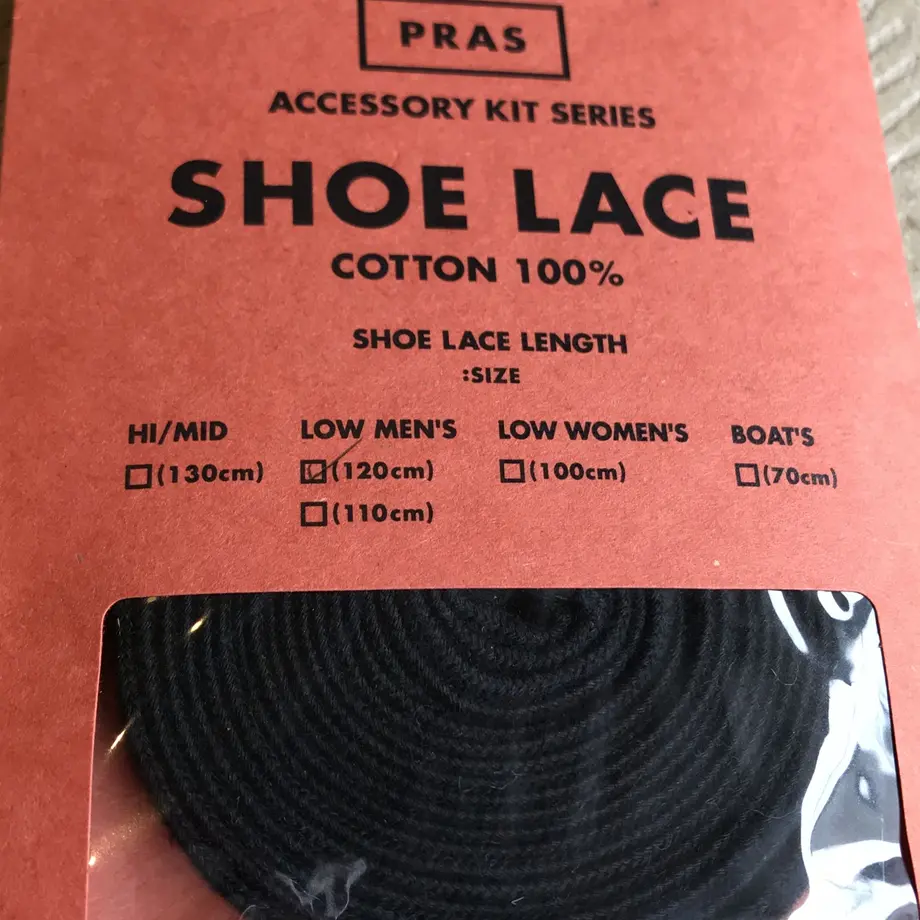 PRAS
ACCESSORY KIT SERIES
SHOE LACE
COTTON 100%
SHOE LACE LENGTH
:SIZE
HI/MID LOW MEN'S LOW WOMEN'S BOAT'S
☐(130cm) ☑(120cm) ☐(100cm) ☐(70cm)
☐(110cm)